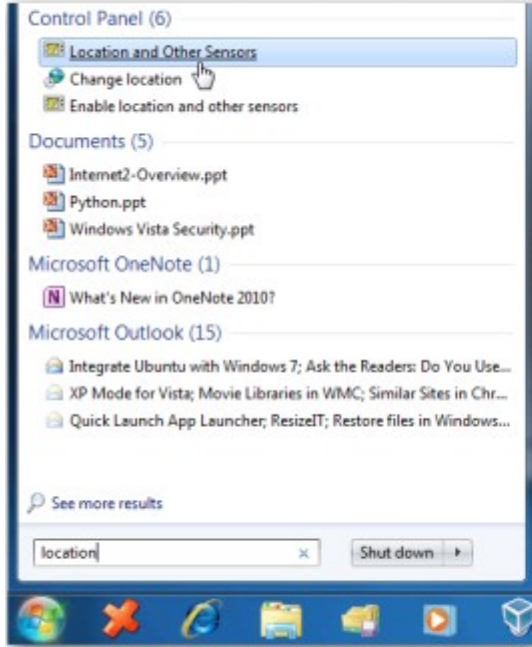 Control Panel (6)
Location and Other Sensors
Change location
Enable location and other sensors
Documents (5)
Internet2-Overview.ppt
Python.ppt
Windows Vista Security.ppt
Microsoft OneNote (1)
What's New in OneNote 2010?
Microsoft Outlook (15)
Integrate Ubuntu with Windows 7; Ask the Readers: Do You Use...
XP Mode for Vista; Movie Libraries in WMC; Similar Sites in Chr...
Quick Launch App Launcher; ResizeIT; Restore files in Windows...
See more results
location
Shut down